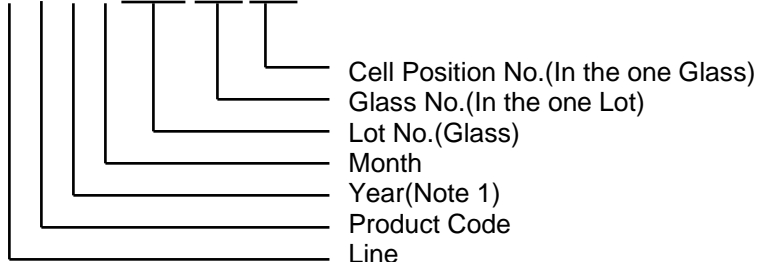 Cell Position No.(In the one Glass)
Glass No.(In the one Lot)
Lot No.(Glass)
Month
Year(Note 1)
Product Code
Line